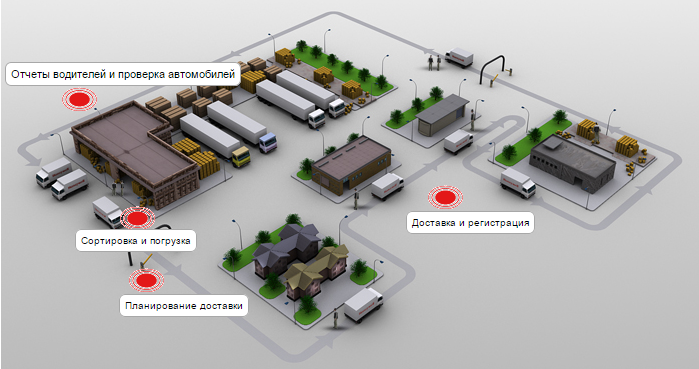 Отчеты водителей и проверка автомобилей
Доставка и регистрация
Сортировка и погрузка
Планирование доставки